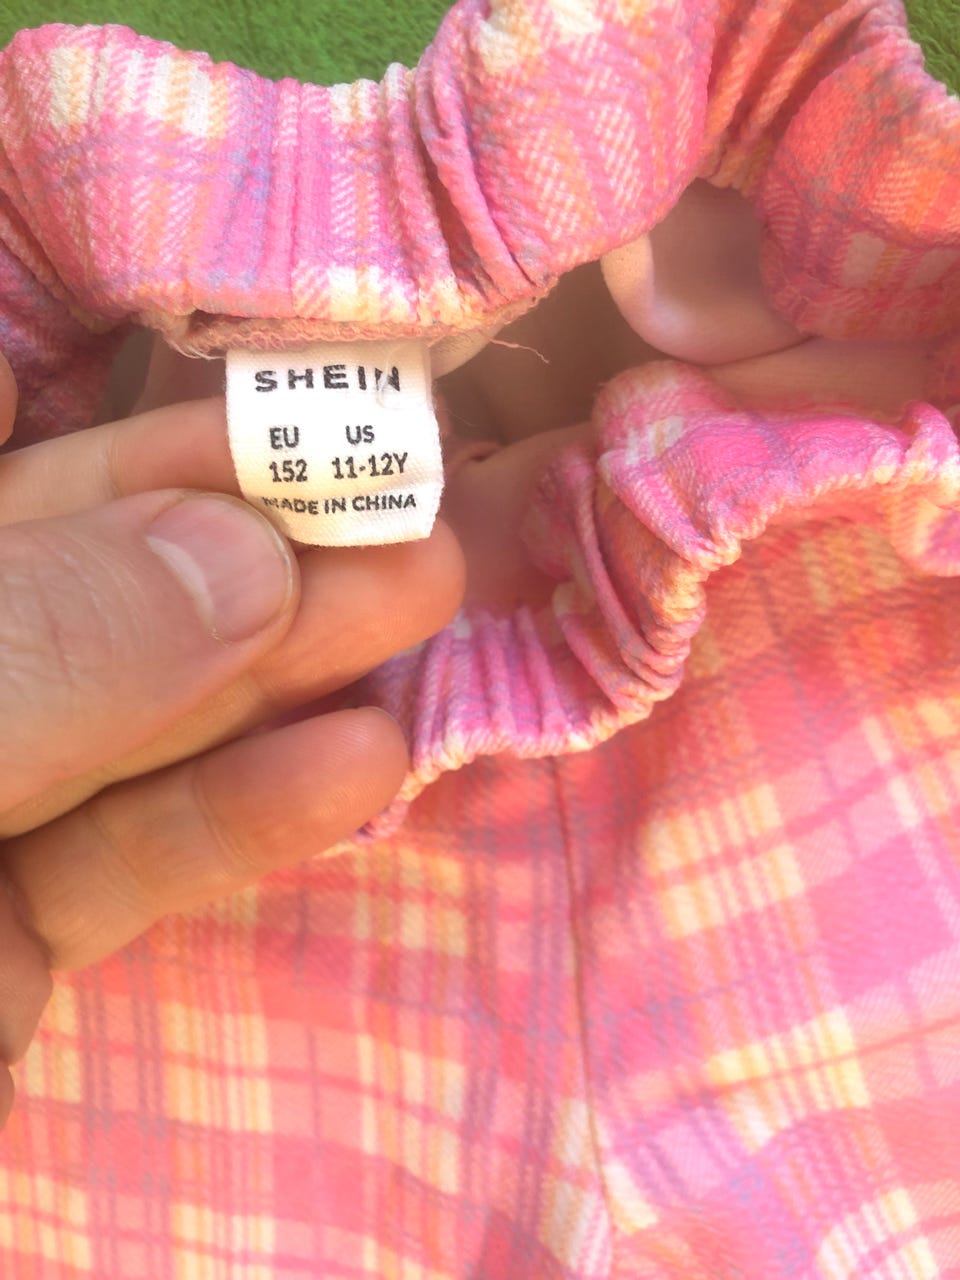 SHEIN
EU US
152 11-12Y
MADE IN CHINA